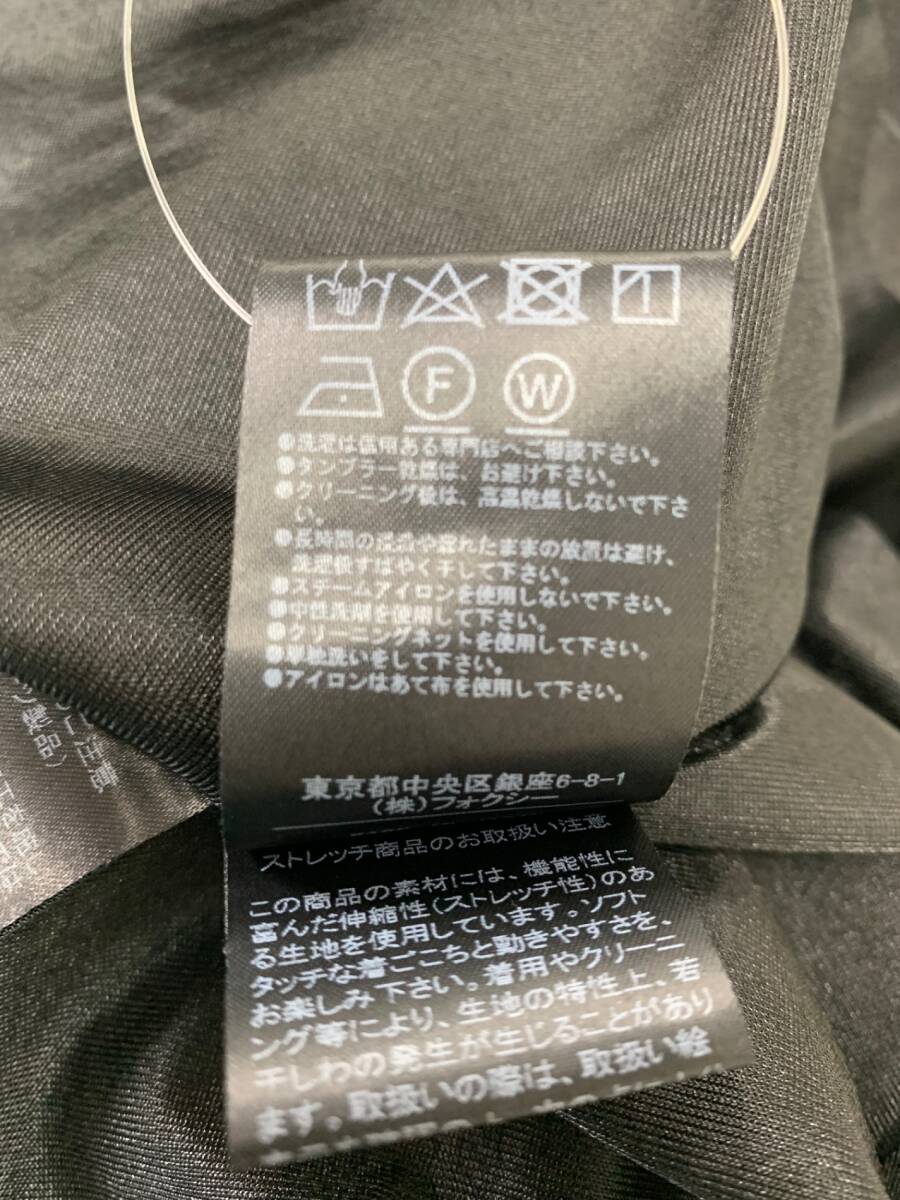 F W
●洗濯は信用ある専門店へご相談下さい。
●タンブラー乾燥は、お避け下さい。
●クリーニング後は、高温乾燥しないで下さ
い。
●長時間の浸漬や濡れたままの放置は避け、
洗濯後すばやく干して下さい。
●スチームアイロンを使用しないで下さい。
●中性洗剤を使用して下さい。
●クリーニングネットを使用して下さい。
●単独洗いをして下さい。
●アイロンはあて布を使用して下さい。
東京都中央区銀座6-8-1
(株)フォクシー
ストレッチ商品のお取扱い注意
この商品の素材には、機能性に
富んだ伸縮性(ストレッチ性)のあ
る生地を使用しています。ソフト
タッチな着ごこちと動きやすさを、
お楽しみ下さい。着用やクリーニ
ング等により、生地の特性上、若
干しわの発生が生じることがあり
ます。取扱いの際は、取扱い絵
注意
製品)